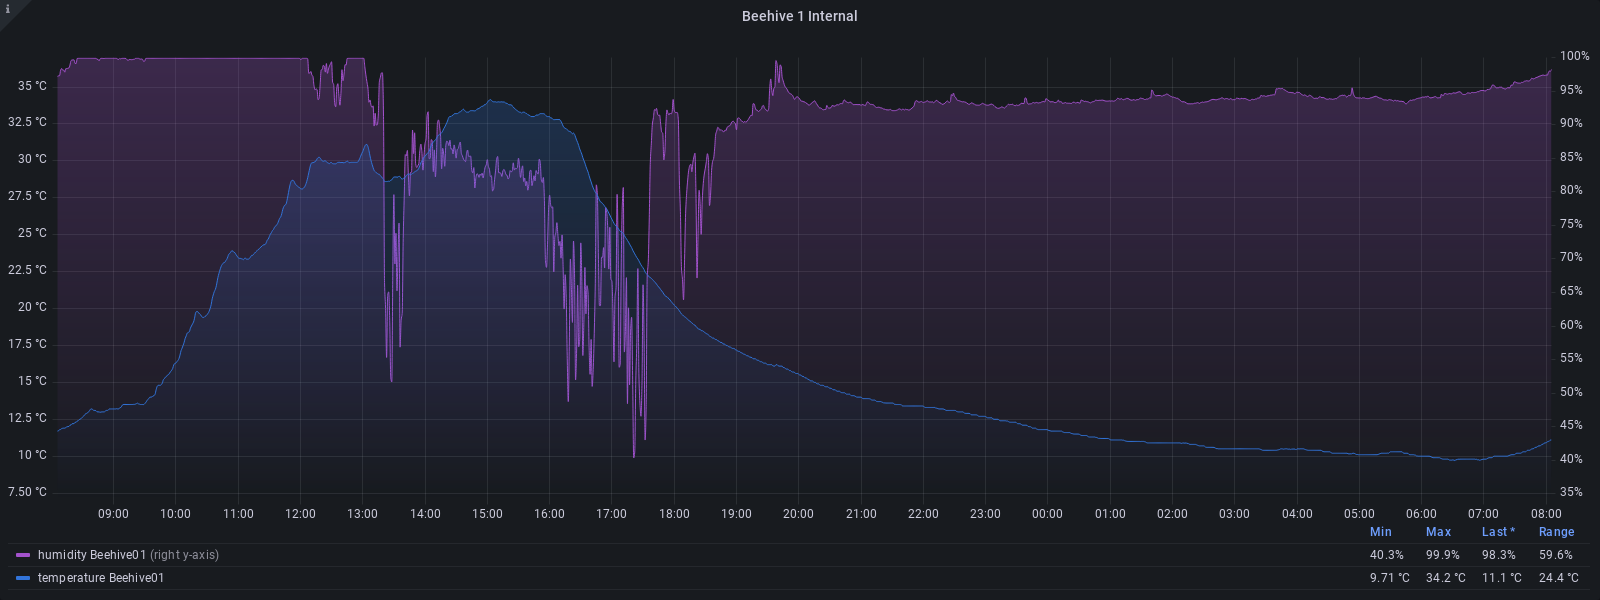 i
Beehive 1 Internal
35 °C
32.5 °C
30 °C
27.5 °C
25 °C
22.5 °C
20 °C
17.5 °C
15 °C
12.5 °C
10 °C
7.50 °C
100%
95%
90%
85%
80%
75%
70%
65%
60%
55%
50%
45%
40%
35%
09:00 10:00 11:00 12:00 13:00 14:00 15:00 16:00 17:00 18:00 19:00 20:00 21:00 22:00 23:00 00:00 01:00 02:00 03:00 04:00 05:00 06:00 07:00 08:00
Min Max Last * Range
humidity Beehive01 (right y-axis) 40.3% 99.9% 98.3% 59.6%
temperature Beehive01 9.71 °C 34.2 °C 11.1 °C 24.4 °C